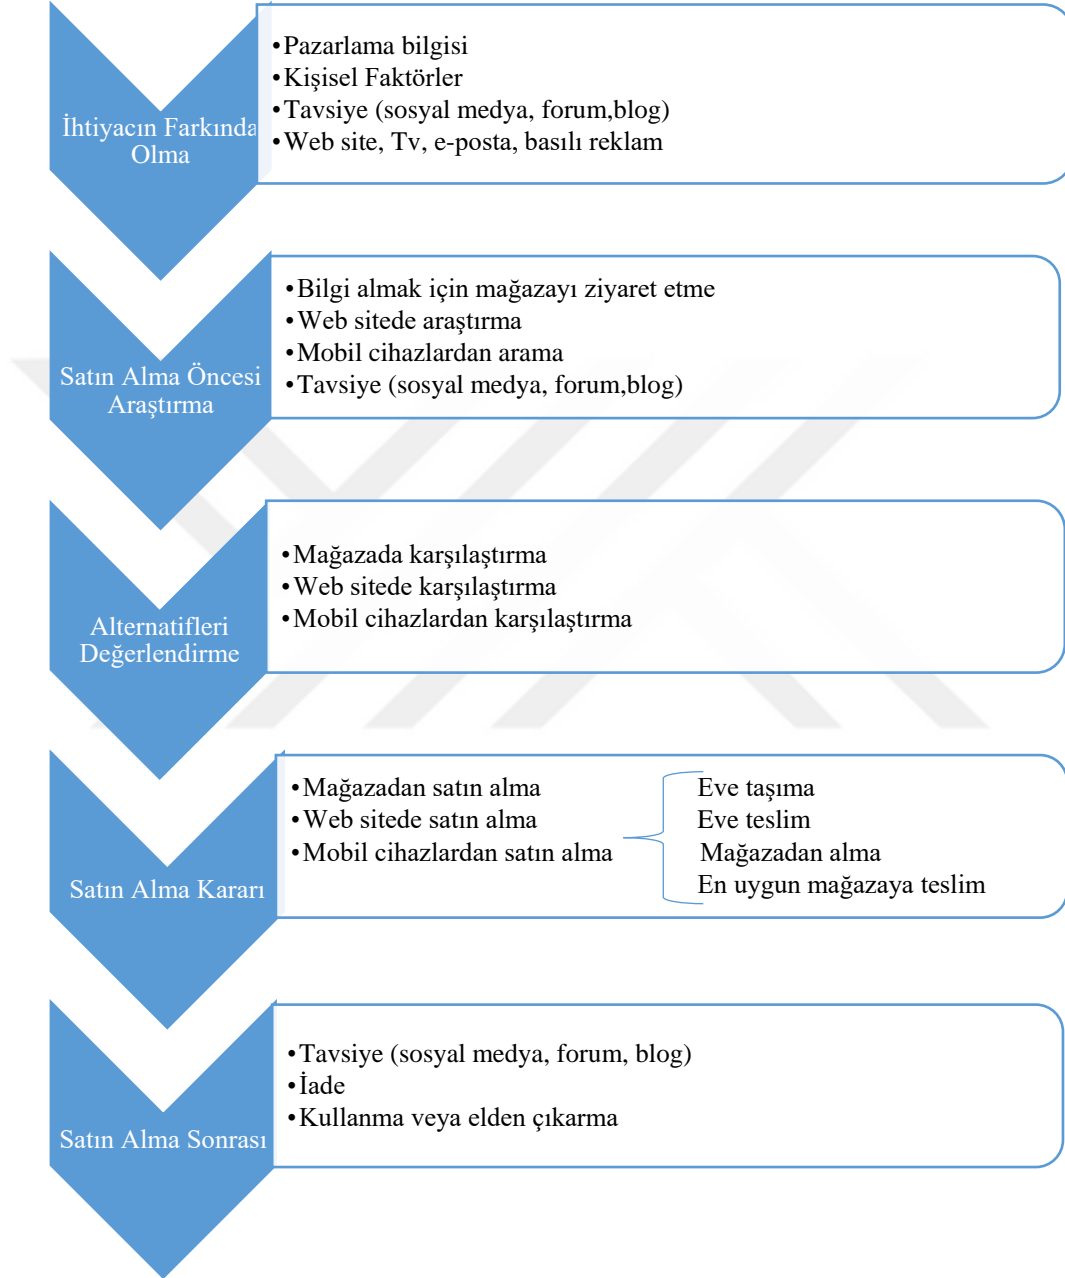 İhtiyacın Farkında
Olma
•Pazarlama bilgisi
•Kişisel Faktörler
•Tavsiye (sosyal medya, forum,blog)
•Web site, Tv, e-posta, basılı reklam
Satın Alma Öncesi
Araştırma
•Bilgi almak için mağazayı ziyaret etme
•Web sitede araştırma
•Mobil cihazlardan arama
•Tavsiye (sosyal medya, forum,blog)
Alternatifleri
Değerlendirme
•Mağazada karşılaştırma
•Web sitede karşılaştırma
•Mobil cihazlardan karşılaştırma
Satın Alma Kararı
•Mağazadan satın alma
•Web sitede satın alma
•Mobil cihazlardan satın alma
Eve taşıma
Eve teslim
Mağazadan alma
En uygun mağazaya teslim
Satın Alma Sonrası
•Tavsiye (sosyal medya, forum, blog)
•İade
•Kullanma veya elden çıkarma